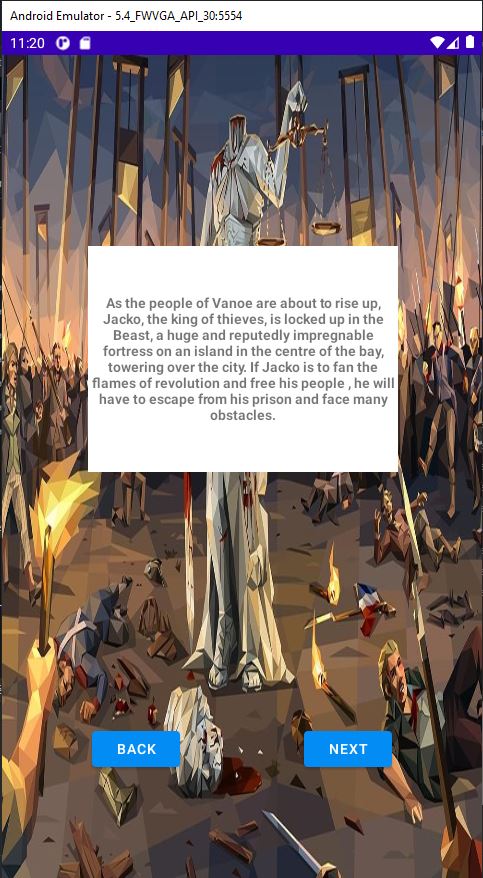 Android Emulator - 5.4_FWVGA_API_30:5554
11:20
As the people of Vanoe are about to rise up,
Jacko, the king of thieves, is locked up in the
Beast, a huge and reputedly impregnable
fortress on an island in the centre of the bay,
towering over the city. If Jacko is to fan the
flames of revolution and free his people , he will
have to escape from his prison and face many
obstacles.
BACK
NEXT